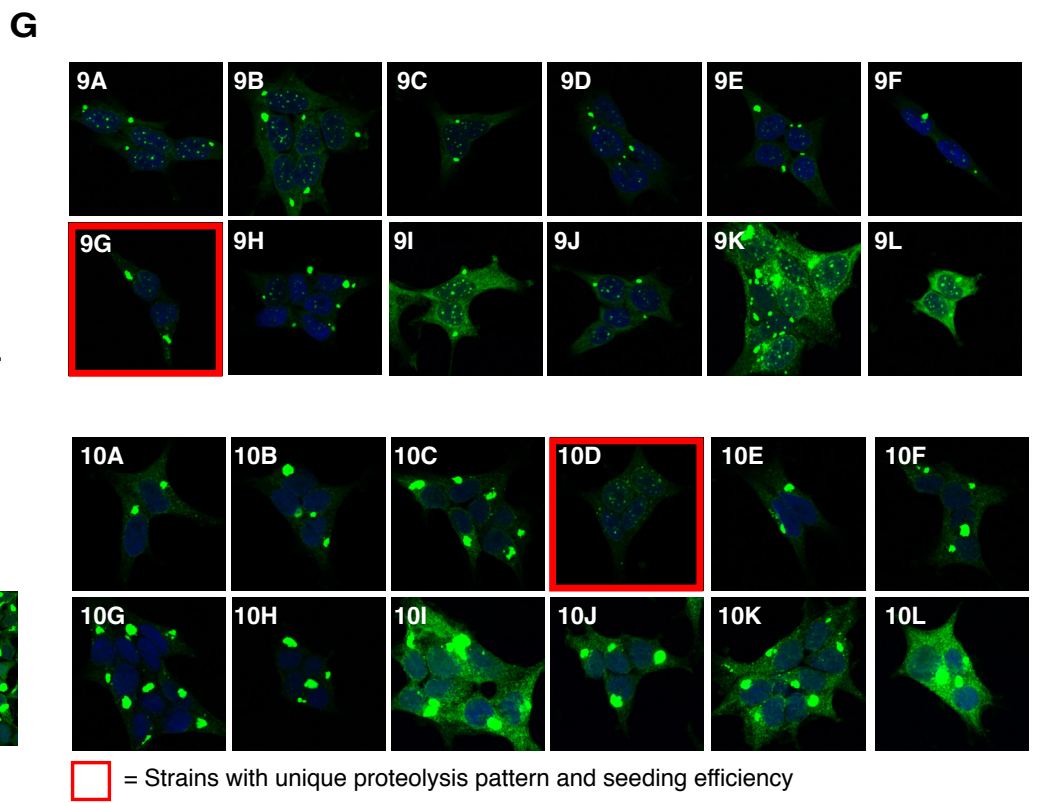 G
9A 9B 9C 9D 9E 9F
9G 9H 9I 9J 9K 9L
10A 10B 10C 10D 10E 10F
10G 10H 10I 10J 10K 10L
= Strains with unique proteolysis pattern and seeding efficiency